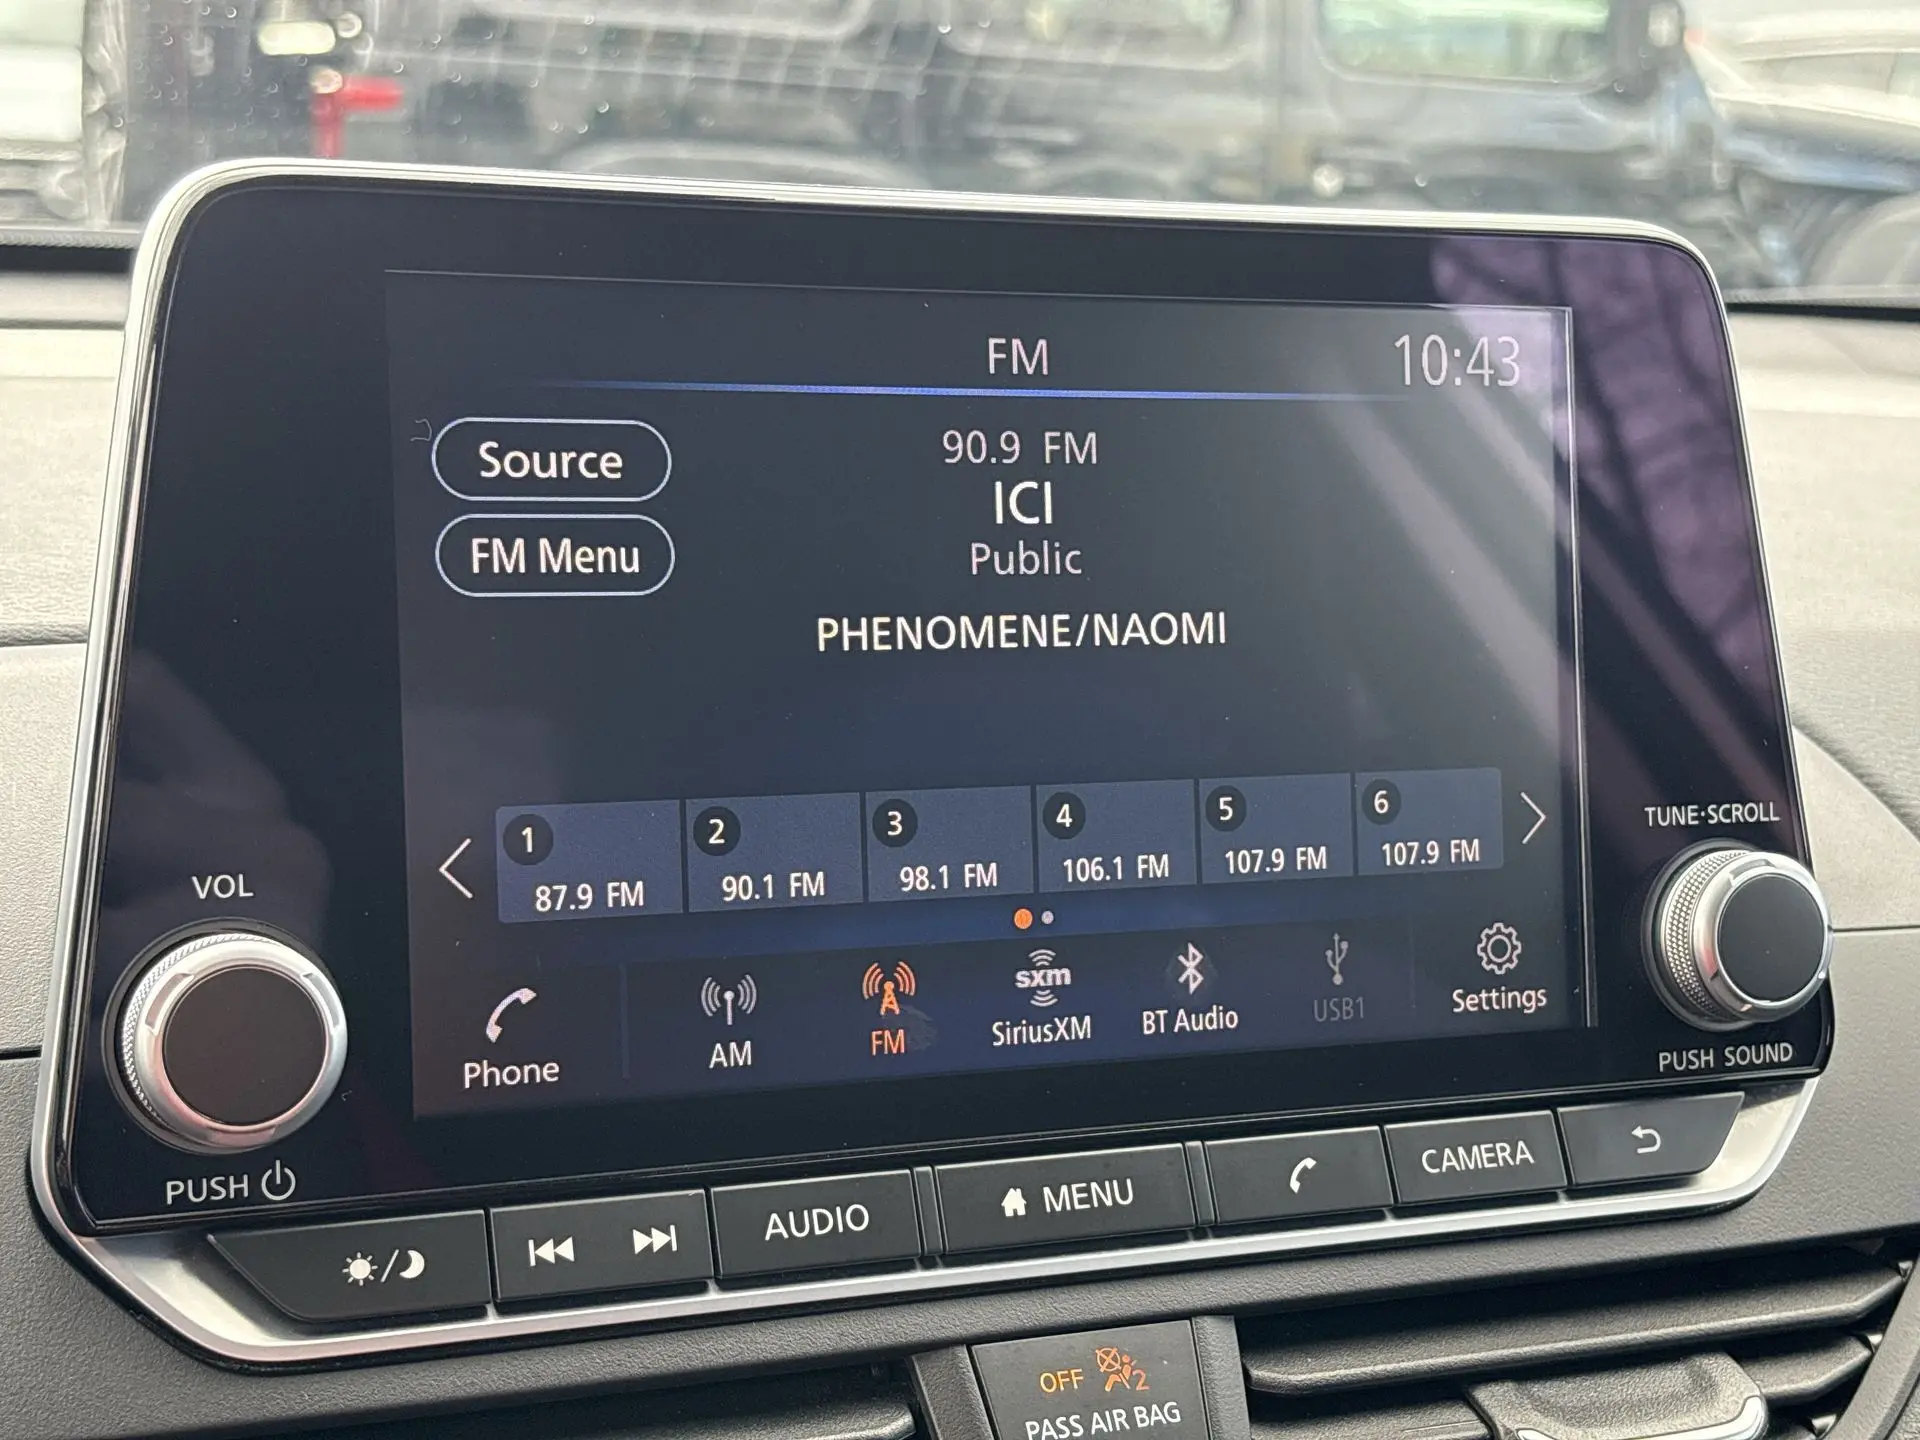 FM
10:43
Source
90.9 FM
ICI
FM Menu
Public
PHENOMENE/NAOMI
1
87.9 FM
2
90.1 FM
3
98.1 FM
4
106.1 FM
5
107.9 FM
6
107.9 FM
Phone
AM
FM
sxm
SiriusXM
BT Audio
USB1
Settings
VOL
PUSH
TUNE·SCROLL
PUSH SOUND
AUDIO
MENU
CAMERA
OFF
2
PASS AIR BAG